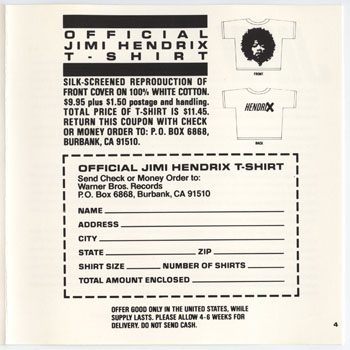 OFFICIAL
JIMI HENDRIX
T-SHIRT
SILK-SCREENED REPRODUCTION OF
FRONT COVER ON 100% WHITE COTTON.
$9.95 plus $1.50 postage and handling.
TOTAL PRICE OF T-SHIRT IS $11.45.
RETURN THIS COUPON WITH CHECK
OR MONEY ORDER TO: P.O. BOX 6868,
BURBANK, CA 91510.
FRONT
HENDRIX
BACK
OFFICIAL JIMI HENDRIX T-SHIRT
Send Check or Money Order to:
Warner Bros. Records
P.O. Box 6868, Burbank, CA 91510
NAME
ADDRESS
CITY
STATE ZIP
SHIRT SIZE NUMBER OF SHIRTS
TOTAL AMOUNT ENCLOSED
OFFER GOOD ONLY IN THE UNITED STATES, WHILE
SUPPLY LASTS. PLEASE ALLOW 4-6 WEEKS FOR
DELIVERY. DO NOT SEND CASH.
4